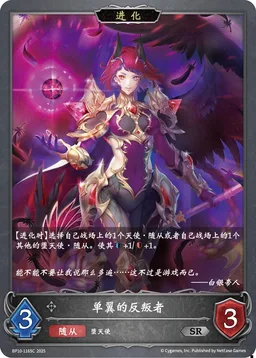 进化
【进化时】选择自己战场上的1个天使·随从或者自己战场上的1个
其他的堕天使·随从。使其+1/+1。
能不能不要让我说那么多遍……这不过是游戏而已。
——白银奇人
3
单翼的反叛者
3
随从
堕天使
SR
BP10-116SC 2025
© Cygames, Inc. Published by NetEase Games